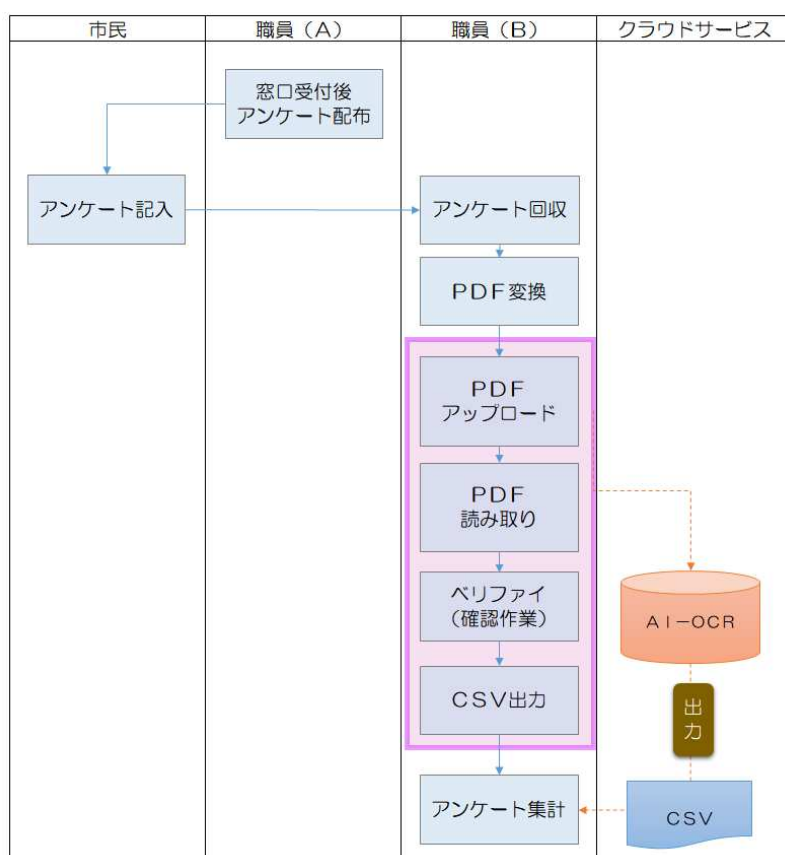 市民
職員（A）
職員（B）
クラウドサービス
窓口受付後
アンケート配布
アンケート記入
アンケート回収
ＰＤＦ変換
ＰＤＦ
アップロード
ＰＤＦ
読み取り
ベリファイ
（確認作業）
ＡＩ－ＯＣＲ
ＣＳＶ出力
出
力
アンケート集計
ＣＳＶ